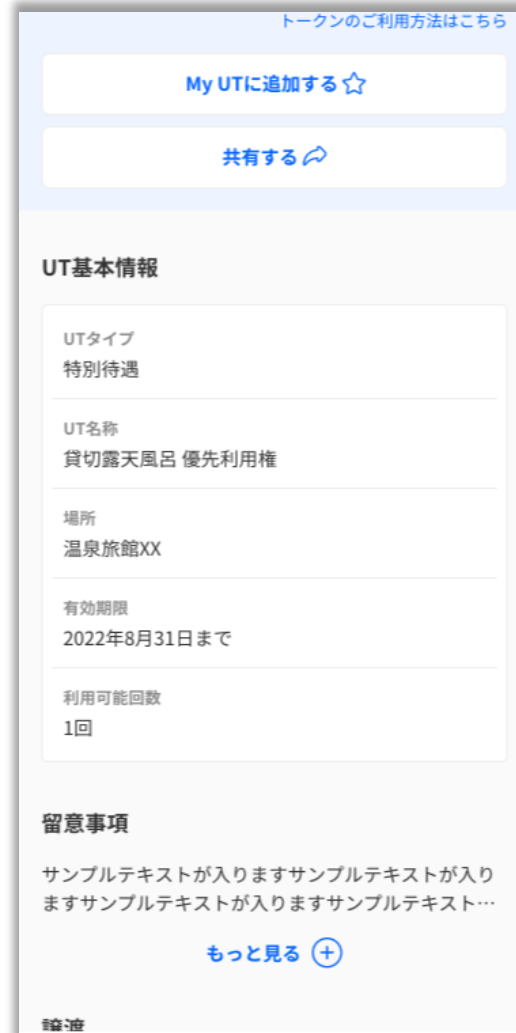 トークンのご利用方法はこちら
My UTに追加する
共有する
UT基本情報
UTタイプ
特別待遇
UT名称
貸切露天風呂 優先利用権
場所
温泉旅館XX
有効期限
2022年8月31日まで
利用可能回数
1回
留意事項
サンプルテキストが入りますサンプルテキストが入り
ますサンプルテキストが入りますサンプルテキスト…
もっと見る
譲渡